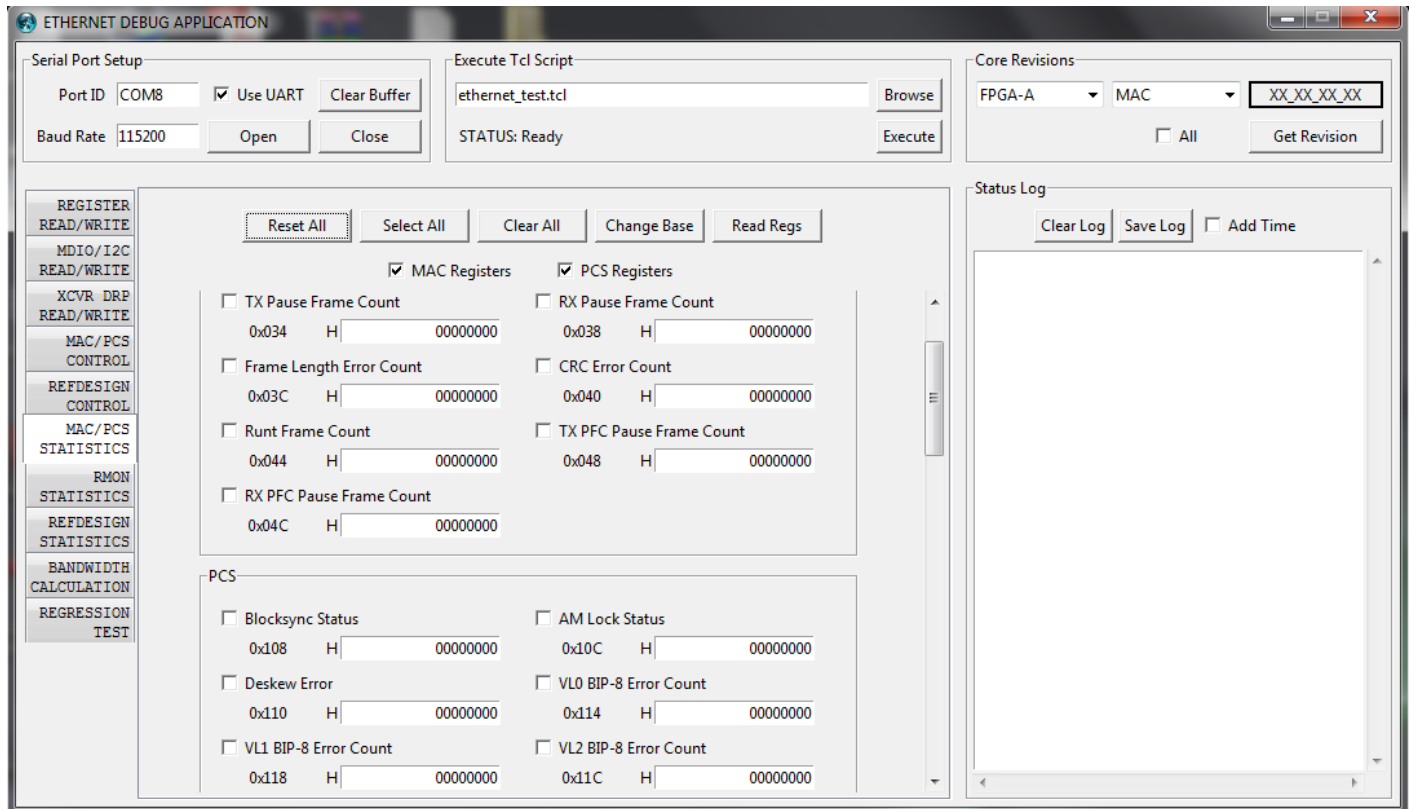 ETHERNET DEBUG APPLICATION
Serial Port Setup
Port ID COM8 Use UART Clear Buffer
Baud Rate 115200 Open Close
Execute Tcl Script
ethernet_test.tcl Browse
STATUS: Ready Execute
Core Revisions
FPGA-A MAC XX_XX_XX_XX
All Get Revision
REGISTER
READ/WRITE
MDIO/I2C
READ/WRITE
XCVR DRP
READ/WRITE
MAC/PCS
CONTROL
REFDESIGN
CONTROL
MAC/PCS
STATISTICS
RMON
STATISTICS
REFDESIGN
STATISTICS
BANDWIDTH
CALCULATION
REGRESSION
TEST
Reset All Select All Clear All Change Base Read Regs
MAC Registers PCS Registers
TX Pause Frame Count RX Pause Frame Count
0x034 H 00000000 0x038 H 00000000
Frame Length Error Count CRC Error Count
0x03C H 00000000 0x040 H 00000000
Runt Frame Count TX PFC Pause Frame Count
0x044 H 00000000 0x048 H 00000000
RX PFC Pause Frame Count
0x04C H 00000000
PCS
Blocksync Status AM Lock Status
0x108 H 00000000 0x10C H 00000000
Deskew Error VL0 BIP-8 Error Count
0x110 H 00000000 0x114 H 00000000
VL1 BIP-8 Error Count VL2 BIP-8 Error Count
0x118 H 00000000 0x11C H 00000000
Status Log
Clear Log Save Log Add Time